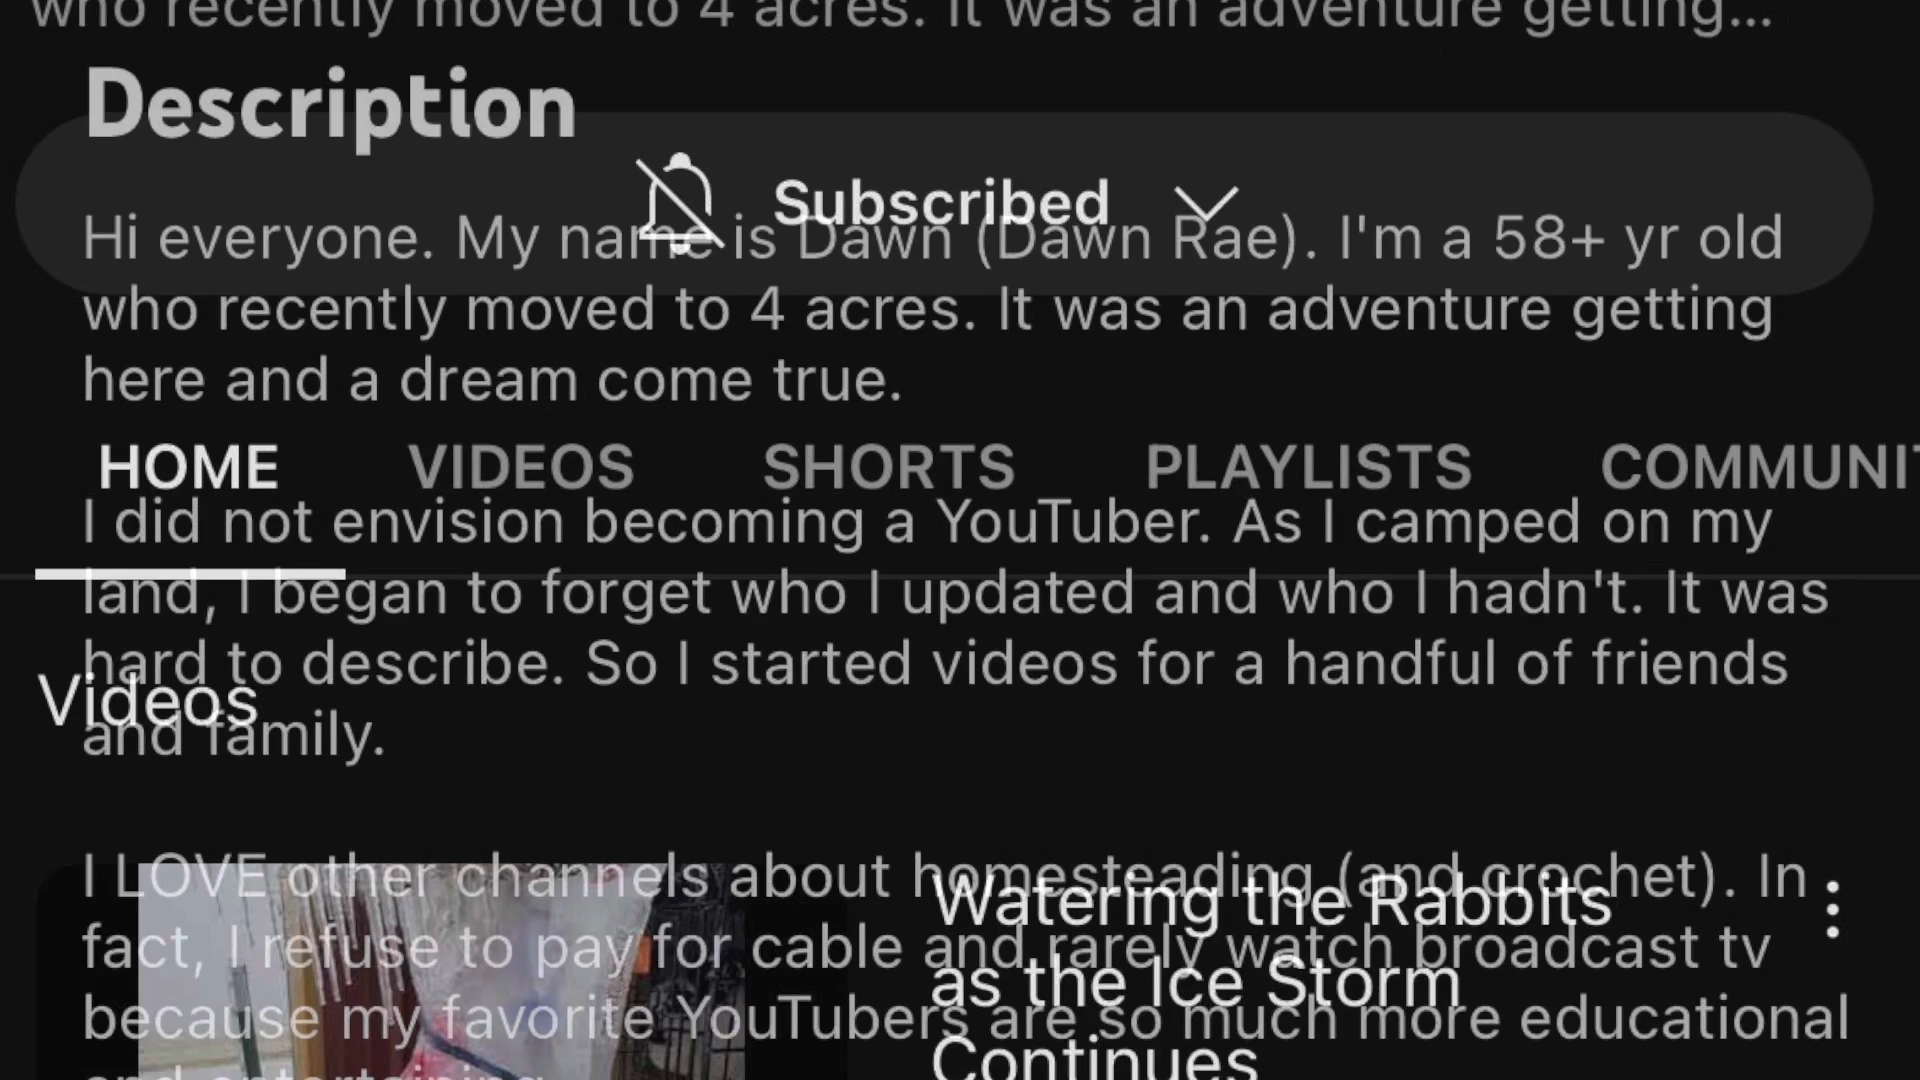 who recently moved to 4 acres. It was an adventure getting...
Description
Subscribed
Hi everyone. My name is Dawn (Dawn Rae). I'm a 58+ yr old
who recently moved to 4 acres. It was an adventure getting
here and a dream come true.
HOME VIDEOS SHORTS PLAYLISTS COMMUNIT
I did not envision becoming a YouTuber. As I camped on my
land, I began to forget who I updated and who I hadn't. It was
hard to describe. So I started videos for a handful of friends
Videos
and family.
I LOVE other channels about homesteading (and crochet). In
Watering the Rabbits
fact, I refuse to pay for cable and rarely watch broadcast tv
as the Ice Storm
because my favorite YouTubers are so much more educational
Continues
and entertaining